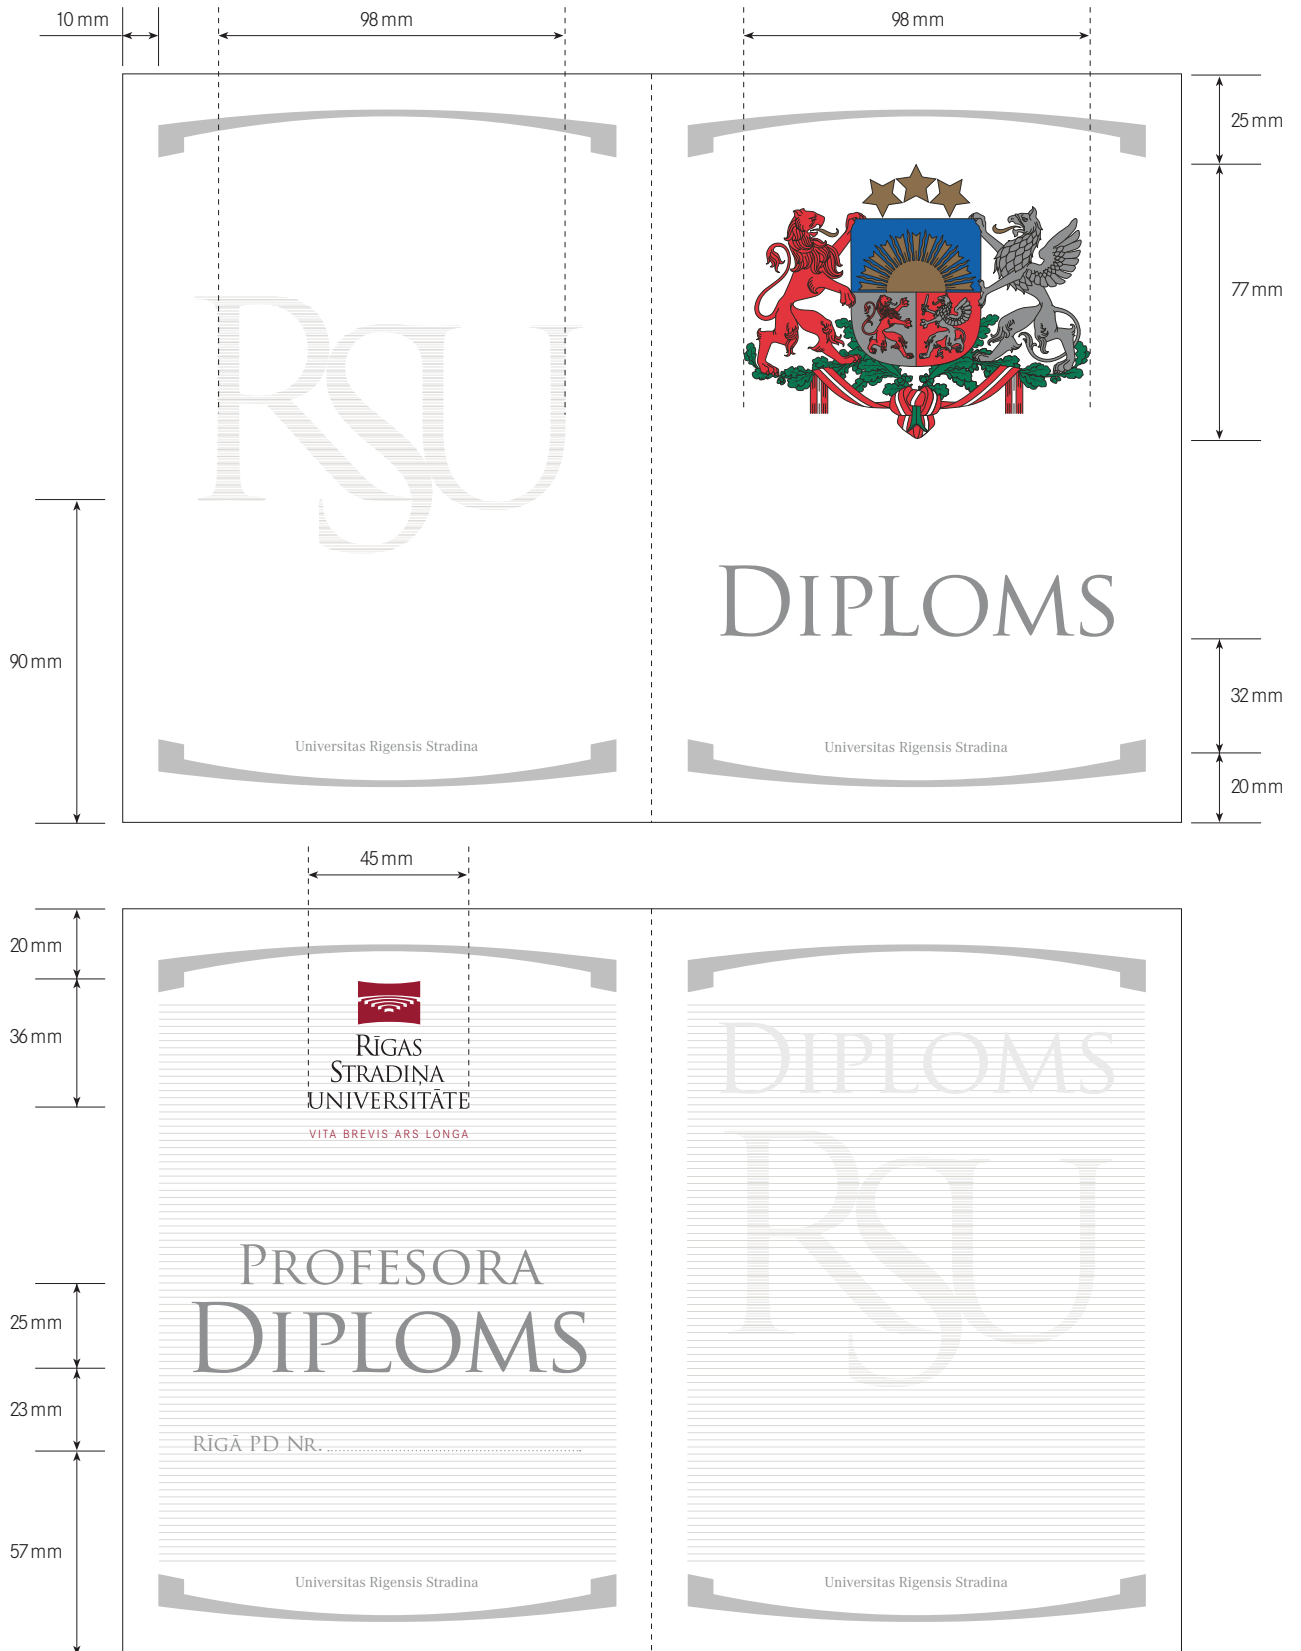 10 mm
98 mm
98 mm
25 mm
77 mm
RSU
DIPLOMS
90 mm
32 mm
20 mm
Universitas Rigensis Stradina
Universitas Rigensis Stradina
45 mm
20 mm
36 mm
RĪGAS
STRADIŅA
UNIVERSITĀTE
VITA BREVIS ARS LONGA
DIPLOMS
RSU
PROFESORA
DIPLOMS
25 mm
23 mm
RĪGĀ PD NR.
57 mm
Universitas Rigensis Stradina
Universitas Rigensis Stradina